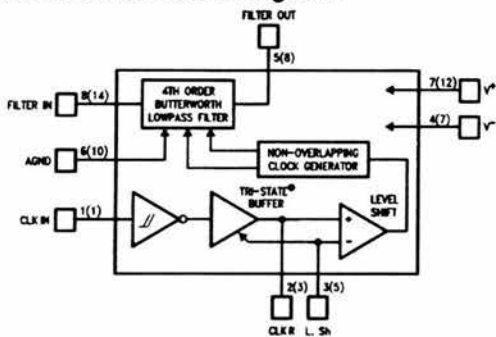 FILTER OUT
5(8)
FILTER IN
8(14)
4TH ORDER
BUTTERWORTH
LOWPASS FILTER
7(12)
V+
4(7)
V-
6(10)
AGND
NON-OVERLAPPING
CLOCK GENERATOR
TRI-STATE®
BUFFER
LEVEL
SHIFT
CLK IN
1(1)
+
-
2(3)
3(5)
CLK R
L. Sh